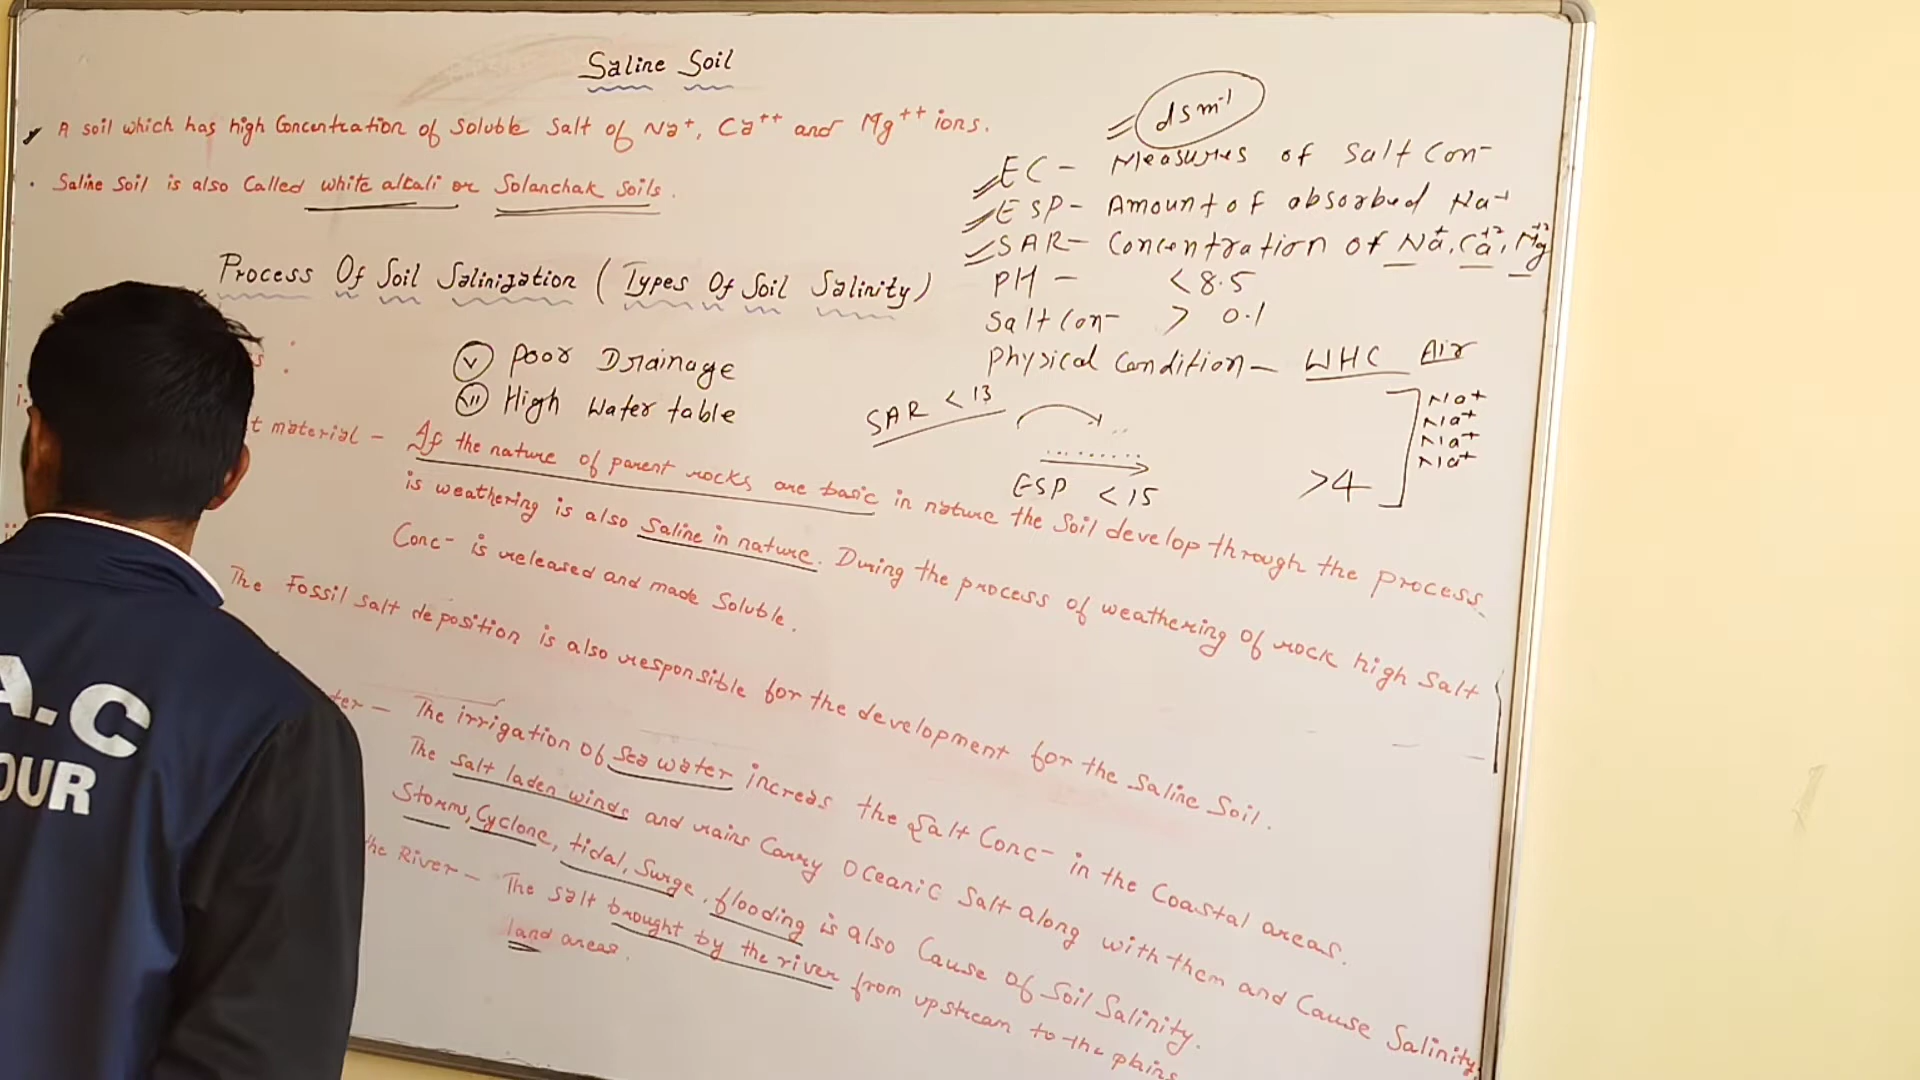 Saline Soil
A soil which has high Concentration of Soluble Salt of Na+, Ca++ and Mg++ ions.
. Saline Soil is also Called white alkali or Solanchak Soils.
Process Of Soil Salinization (Types Of Soil Salinity)
dsm-1
EC - Measures of Salt Con-
ESP - Amount of absorbed Na+
SAR - Concentration of Na+, Ca+2, Mg+2
PH - <8.5
Salt Con- > 0.1
Physical Condition - WHC Air
v Poor Drainage
High Water table
SAR <13
ESP <15
>4
Na+
Na+
Na+
Na+
i.
t material - If the nature of parent rocks are basic in nature the Soil develop through the process
is weathering is also Saline in nature. During the process of weathering of rock high Salt
Conc- is released and made Soluble.
The Fossil Salt deposition is also responsible for the development for the Saline Soil.
ter - The irrigation of Sea water increas the Salt Conc- in the Coastal areas.
The Salt laden winds and rains Carry Oceanic Salt along with them and Cause Salinity
Storms, Cyclone, tidal, Surge, flooding is also Cause of Soil Salinity.
the River - The Salt brought by the river from upstream to the plains
land areas.
A.C
OUR